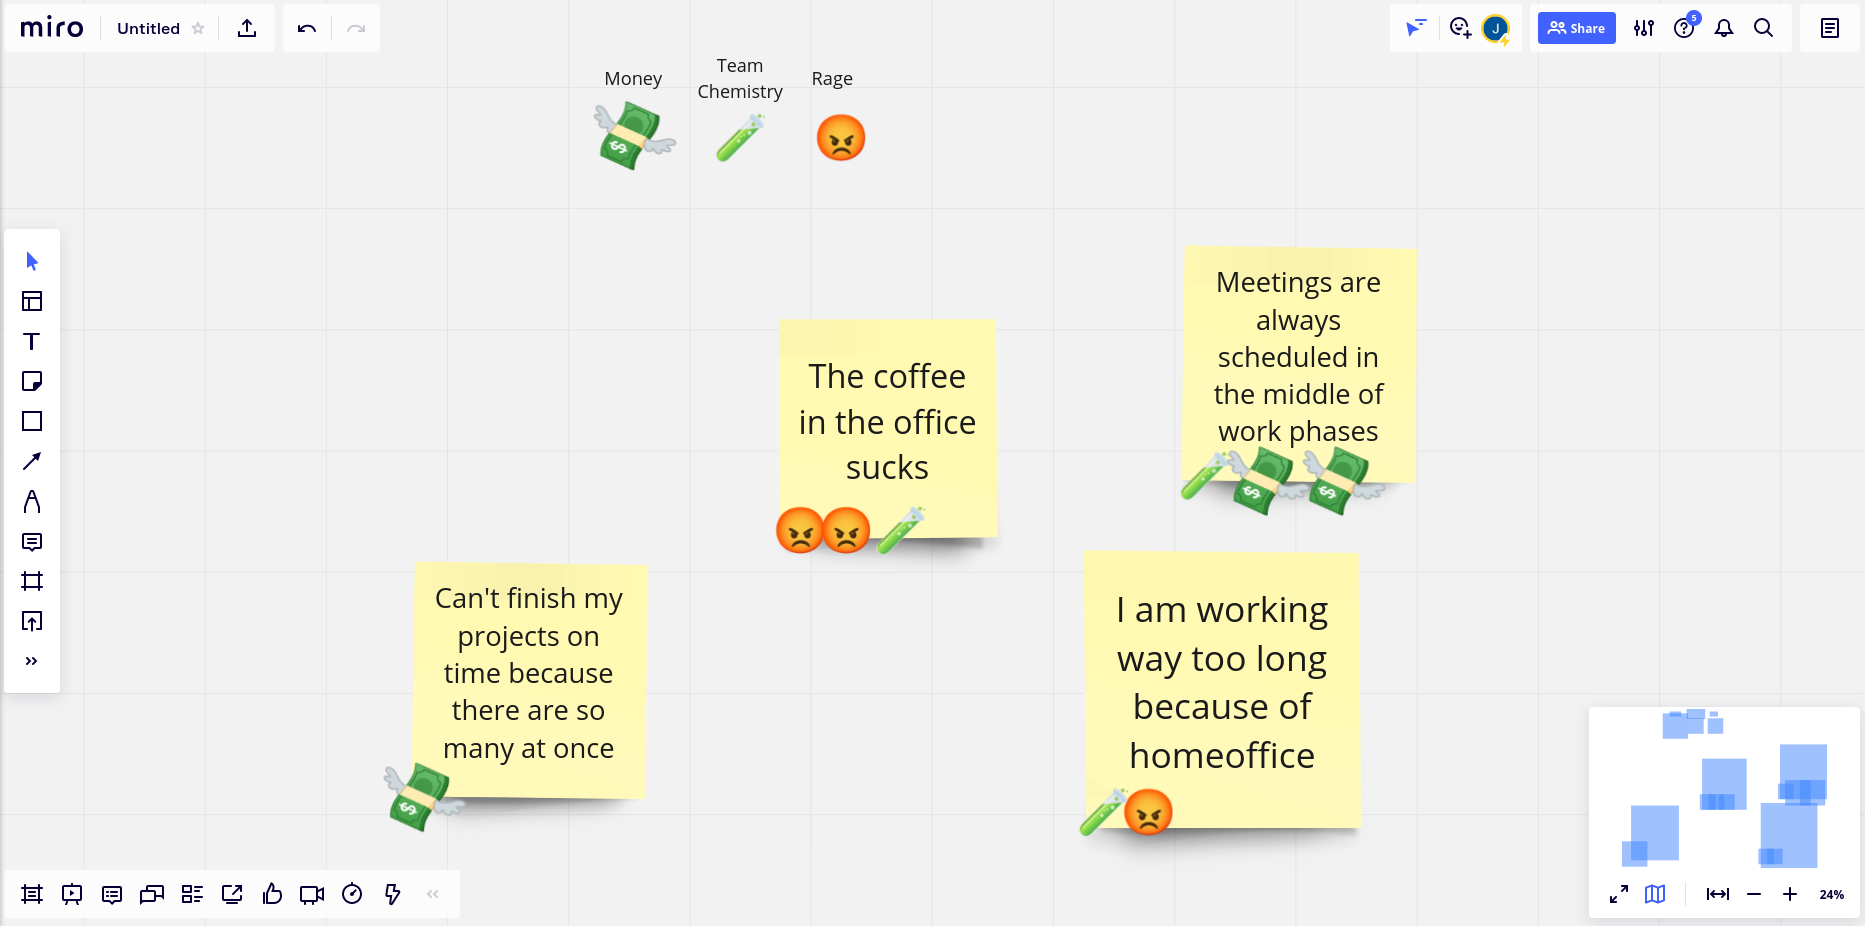 miro
Untitled
J
Share
5
Money
Team
Chemistry
Rage
Meetings are
always
scheduled in
the middle of
work phases
The coffee
in the office
sucks
Can't finish my
projects on
time because
there are so
many at once
I am working
way too long
because of
homeoffice
24%